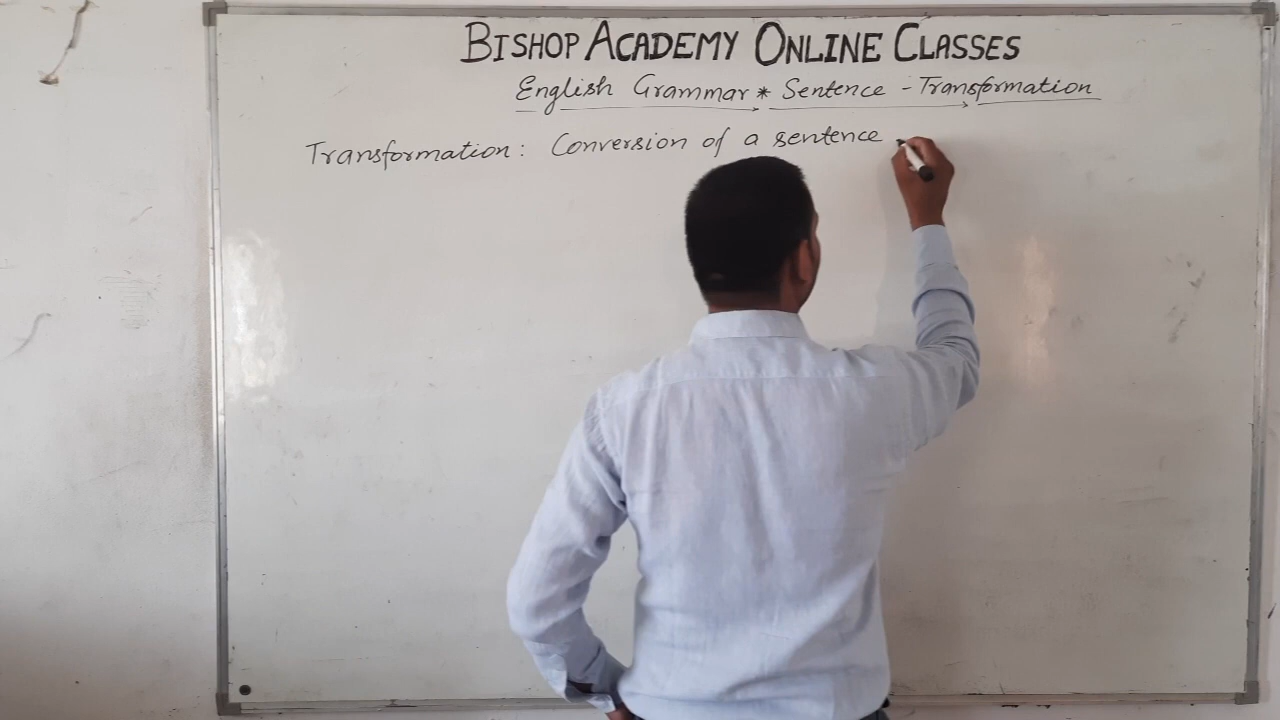 BISHOP ACADEMY ONLINE CLASSES
English Grammar * Sentence - Transformation
Transformation: Conversion of a sentence